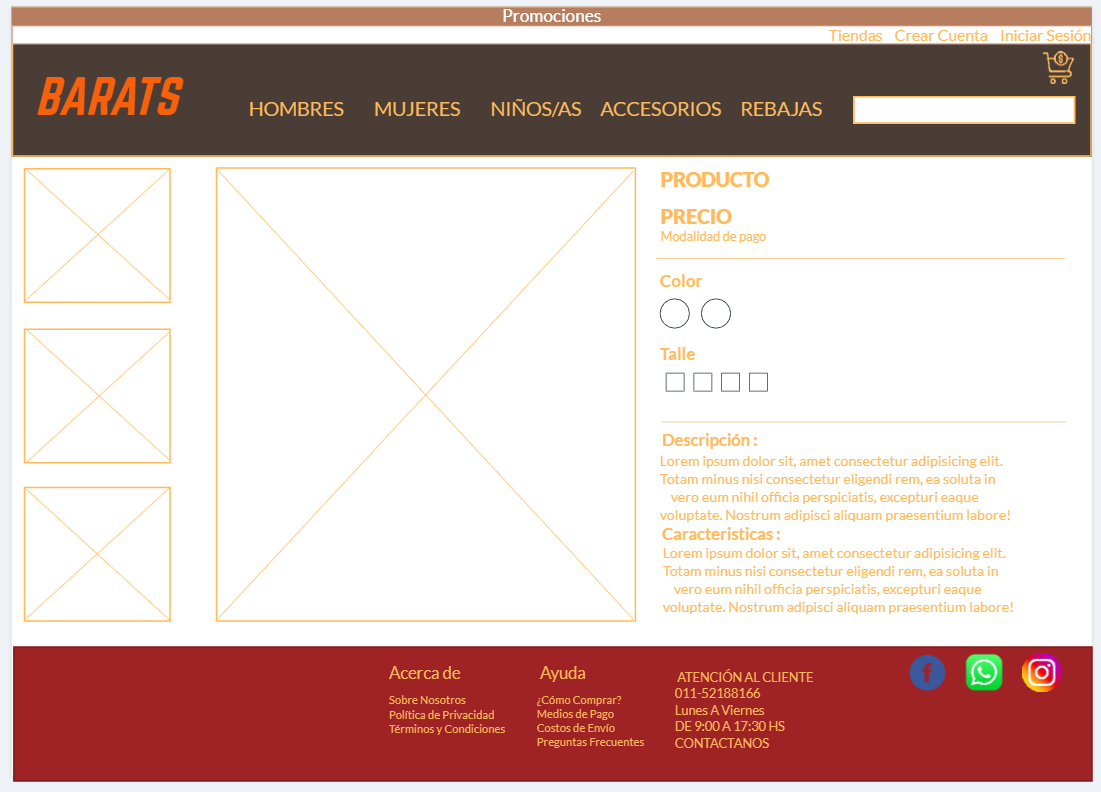 Promociones
Tiendas Crear Cuenta Iniciar Sesión
BARATS
HOMBRES MUJERES NIÑOS/AS ACCESORIOS REBAJAS
$
PRODUCTO
PRECIO
Modalidad de pago
Color
Talle
Descripción :
Lorem ipsum dolor sit, amet consectetur adipisicing elit.
Totam minus nisi consectetur eligendi rem, ea soluta in
vero eum nihil officia perspiciatis, excepturi eaque
voluptate. Nostrum adipisci aliquam praesentium labore!
Caracteristicas :
Lorem ipsum dolor sit, amet consectetur adipisicing elit.
Totam minus nisi consectetur eligendi rem, ea soluta in
vero eum nihil officia perspiciatis, excepturi eaque
voluptate. Nostrum adipisci aliquam praesentium labore!
Acerca de
Sobre Nosotros
Política de Privacidad
Términos y Condiciones
Ayuda
¿Cómo Comprar?
Medios de Pago
Costos de Envío
Preguntas Frecuentes
ATENCIÓN AL CLIENTE
011-52188166
Lunes A Viernes
DE 9:00 A 17:30 HS
CONTACTANOS
f